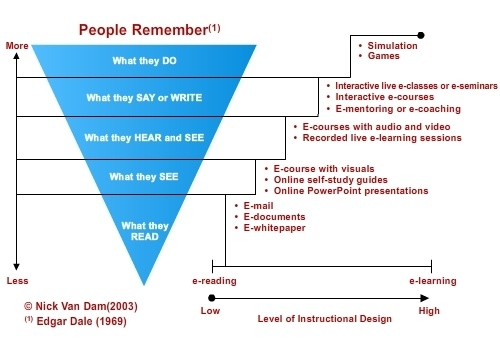 People Remember(1)
More
What they DO
What they SAY or WRITE
What they HEAR and SEE
What they SEE
What they
READ
Less
• Simulation
• Games
• Interactive live e-classes or e-seminars
• Interactive e-courses
• E-mentoring or e-coaching
• E-courses with audio and video
• Recorded live e-learning sessions
• E-course with visuals
• Online self-study guides
• Online PowerPoint presentations
• E-mail
• E-documents
• E-whitepaper
e-reading
e-learning
Low
High
Level of Instructional Design
© Nick Van Dam(2003)
(1) Edgar Dale (1969)